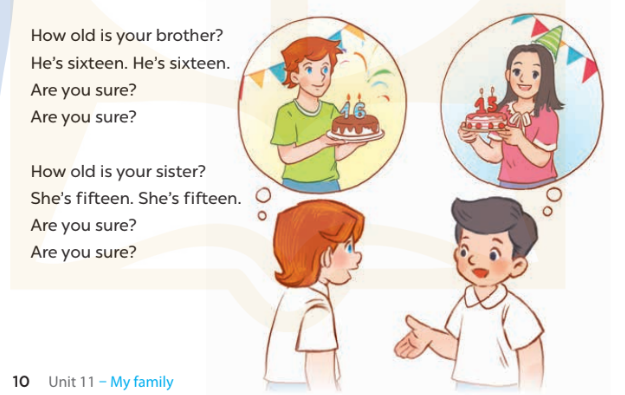 How old is your brother?
He's sixteen. He's sixteen.
Are you sure?
Are you sure?
How old is your sister?
She's fifteen. She's fifteen.
Are you sure?
Are you sure?
16
15
10 Unit 11 – My family